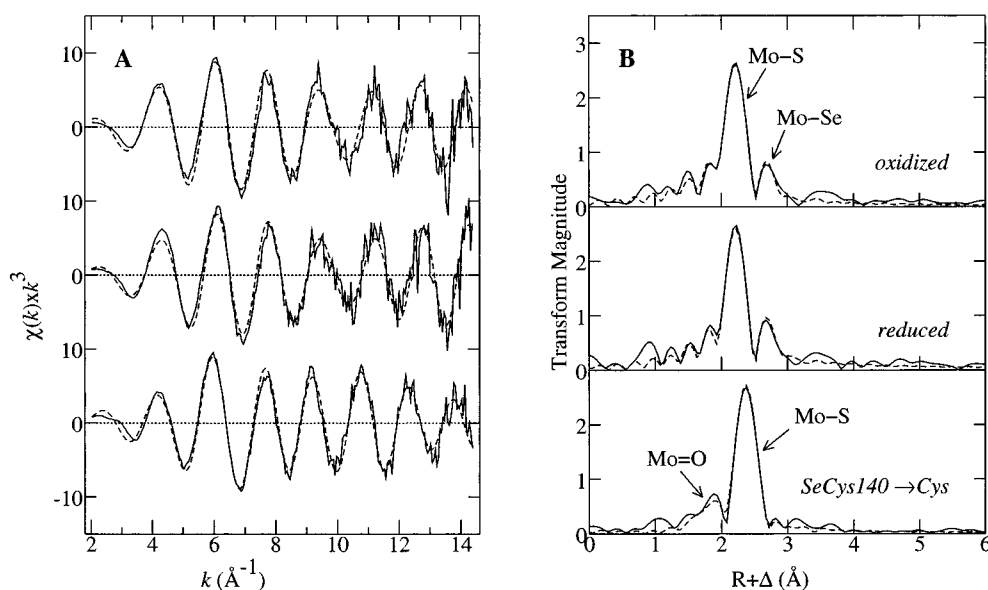 A
χ(k)xk³
10
0
10
0
10
0
-10
2 4 6 8 10 12 14
k (Å⁻¹)
B
Transform Magnitude
3
2
1
0
Mo–S
Mo–Se
oxidized
2
1
0
reduced
2
1
0
Mo–S
Mo=O
SeCys140→Cys
0 1 2 3 4 5 6
R+Δ (Å)